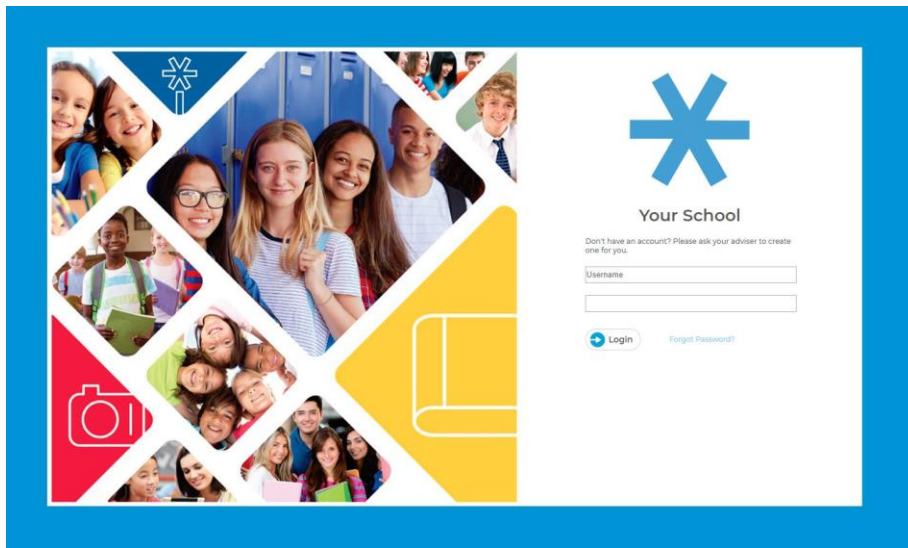 Your School
Don't have an account? Please ask your adviser to create
one for you.
Username
Login
Forgot Password?